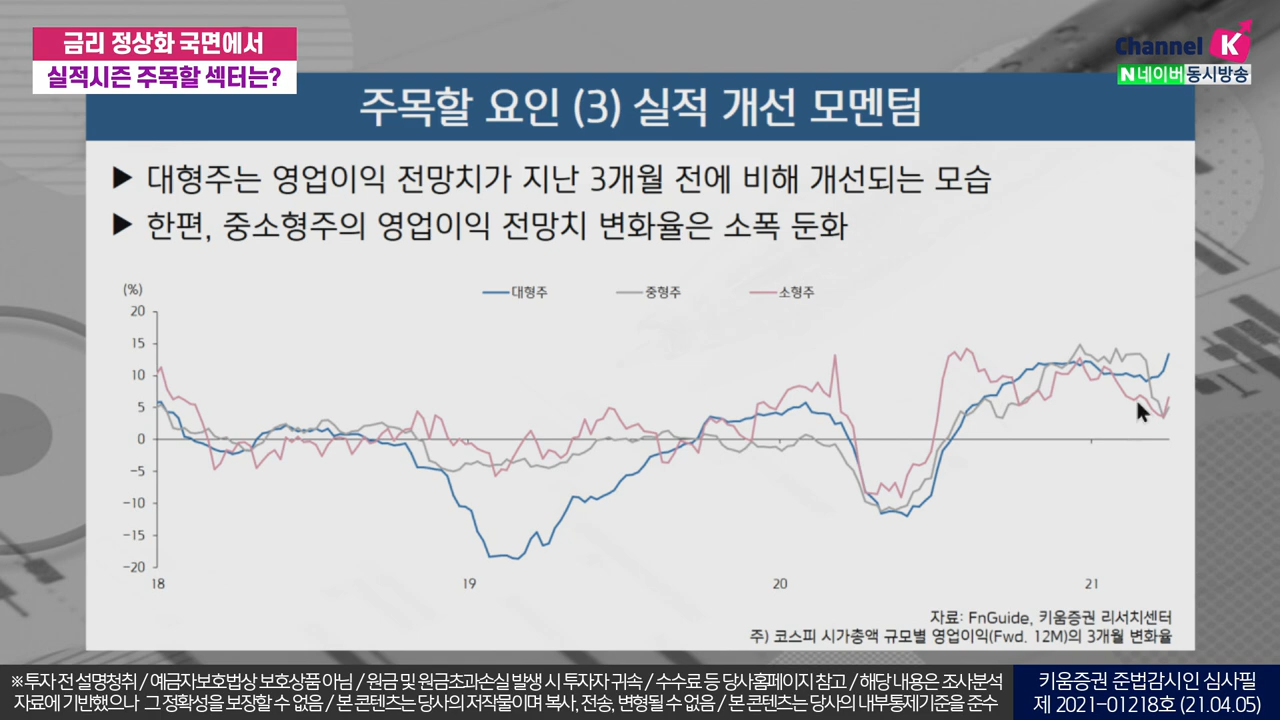 금리 정상화 국면에서
실적시즌 주목할 섹터는?
Channel K
N 네이버 동시방송
주목할 요인 (3) 실적 개선 모멘텀
▶ 대형주는 영업이익 전망치가 지난 3개월 전에 비해 개선되는 모습
▶ 한편, 중소형주의 영업이익 전망치 변화율은 소폭 둔화
(%)
대형주 중형주 소형주
20
15
10
5
0
-5
-10
-15
-20
18 19 20 21
자료: FnGuide, 키움증권 리서치센터
주) 코스피 시가총액 규모별 영업이익(Fwd. 12M)의 3개월 변화율
※ 투자 전 설명청취 / 예금자보호법상 보호상품 아님 / 원금 및 원금초과손실 발생 시 투자자 귀속 / 수수료 등 당사홈페이지 참고 / 해당 내용은 조사분석
자료에 기반했으나 그 정확성을 보장할 수 없음 / 본 콘텐츠는 당사의 저작물이며 복사, 전송, 변형될 수 없음 / 본 콘텐츠는 당사의 내부통제기준을 준수
키움증권 준법감시인 심사필
제 2021-01218호 (21.04.05)